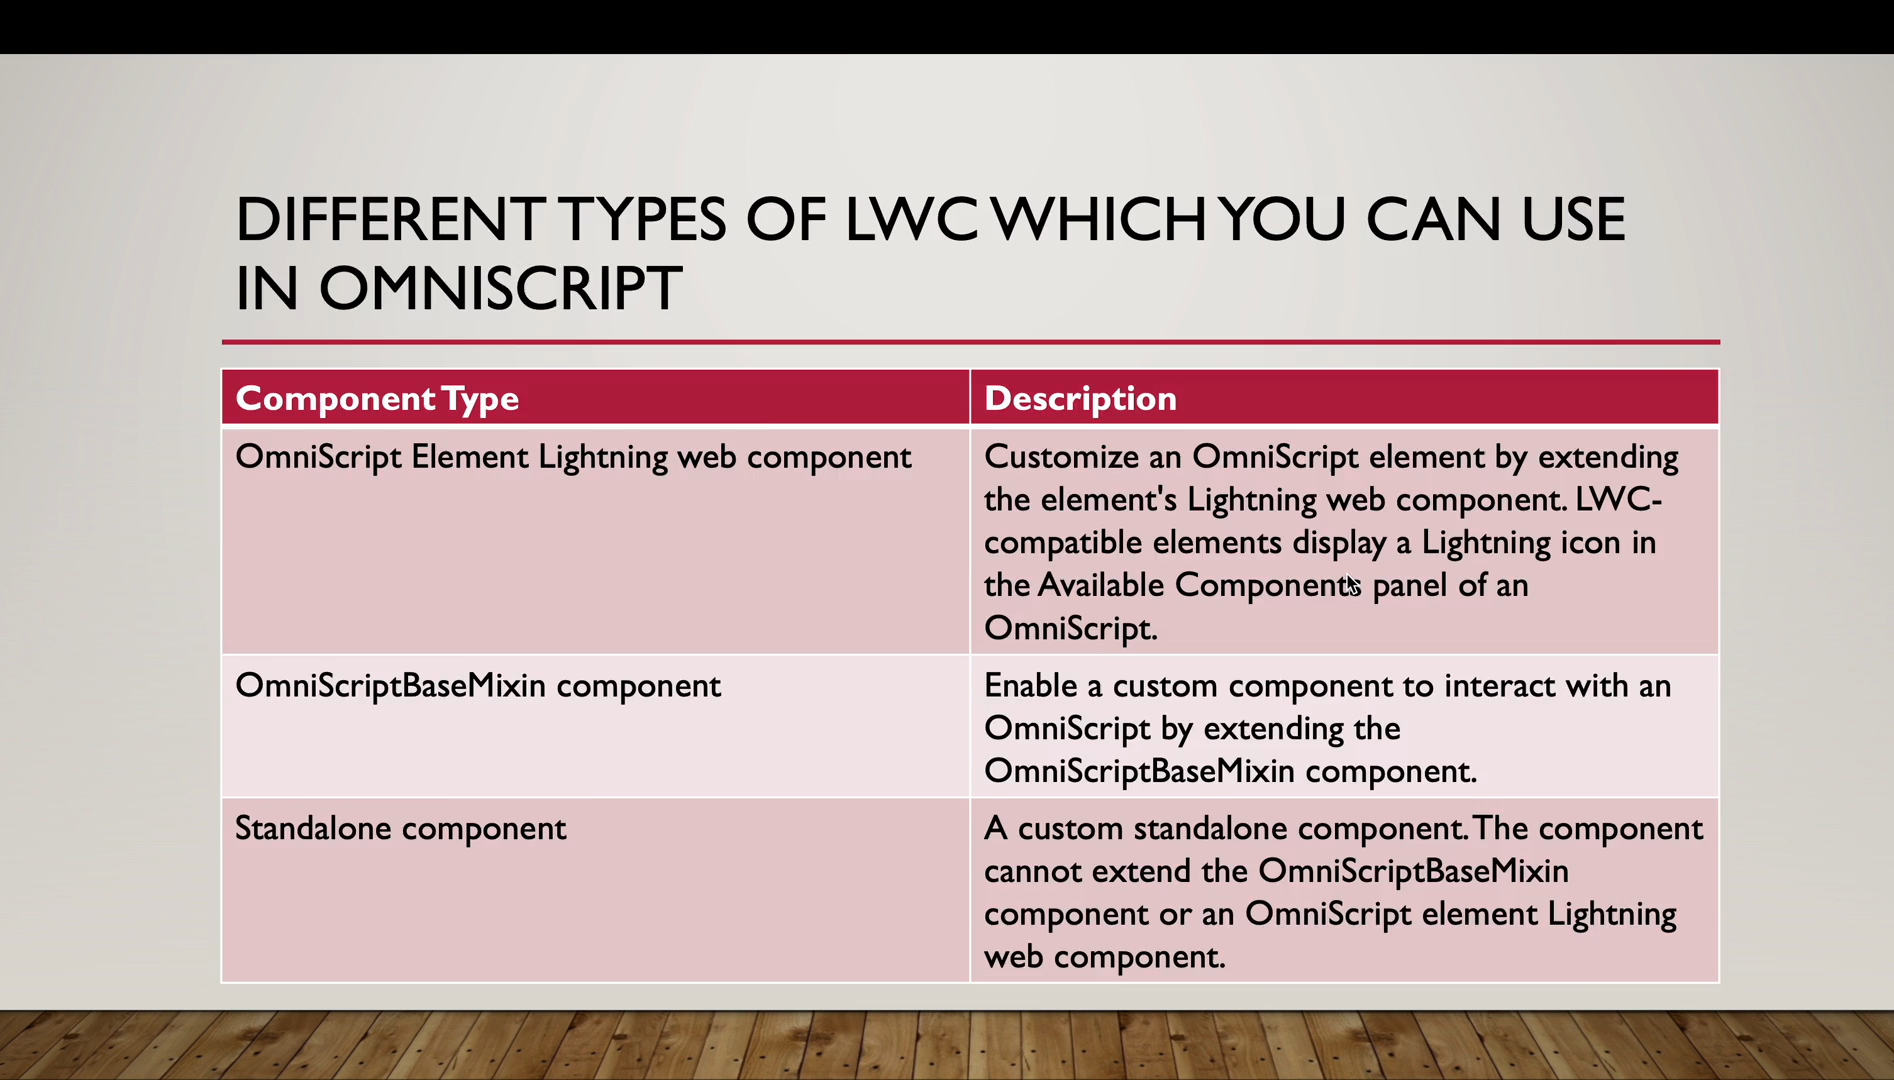 DIFFERENT TYPES OF LWC WHICH YOU CAN USE
IN OMNISCRIPT
Component Type
Description
OmniScript Element Lightning web component
Customize an OmniScript element by extending
the element's Lightning web component. LWC-
compatible elements display a Lightning icon in
the Available Components panel of an
OmniScript.
OmniScriptBaseMixin component
Enable a custom component to interact with an
OmniScript by extending the
OmniScriptBaseMixin component.
Standalone component
A custom standalone component. The component
cannot extend the OmniScriptBaseMixin
component or an OmniScript element Lightning
web component.